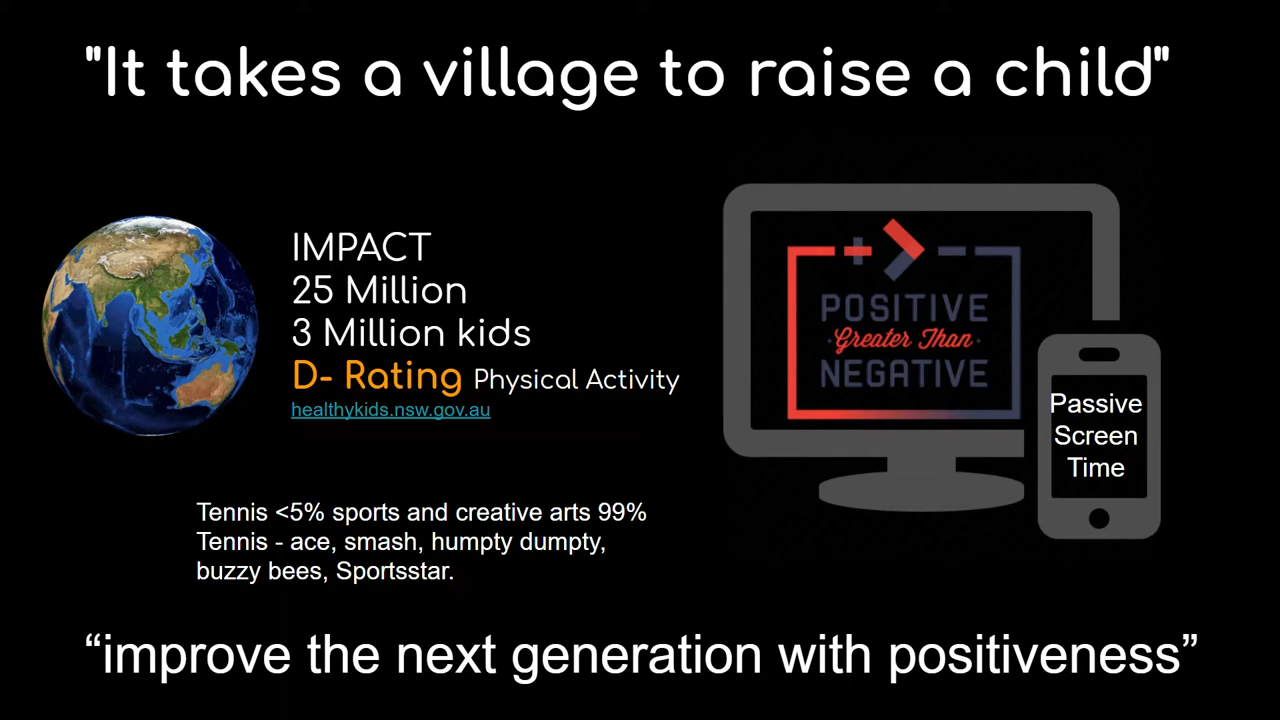 "It takes a village to raise a child"
IMPACT
25 Million
3 Million kids
D- Rating Physical Activity
healthykids.nsw.gov.au
+ > -
POSITIVE
·Greater Than·
NEGATIVE
Passive
Screen
Time
Tennis <5% sports and creative arts 99%
Tennis - ace, smash, humpty dumpty,
buzzy bees, Sportsstar.
“improve the next generation with positiveness”